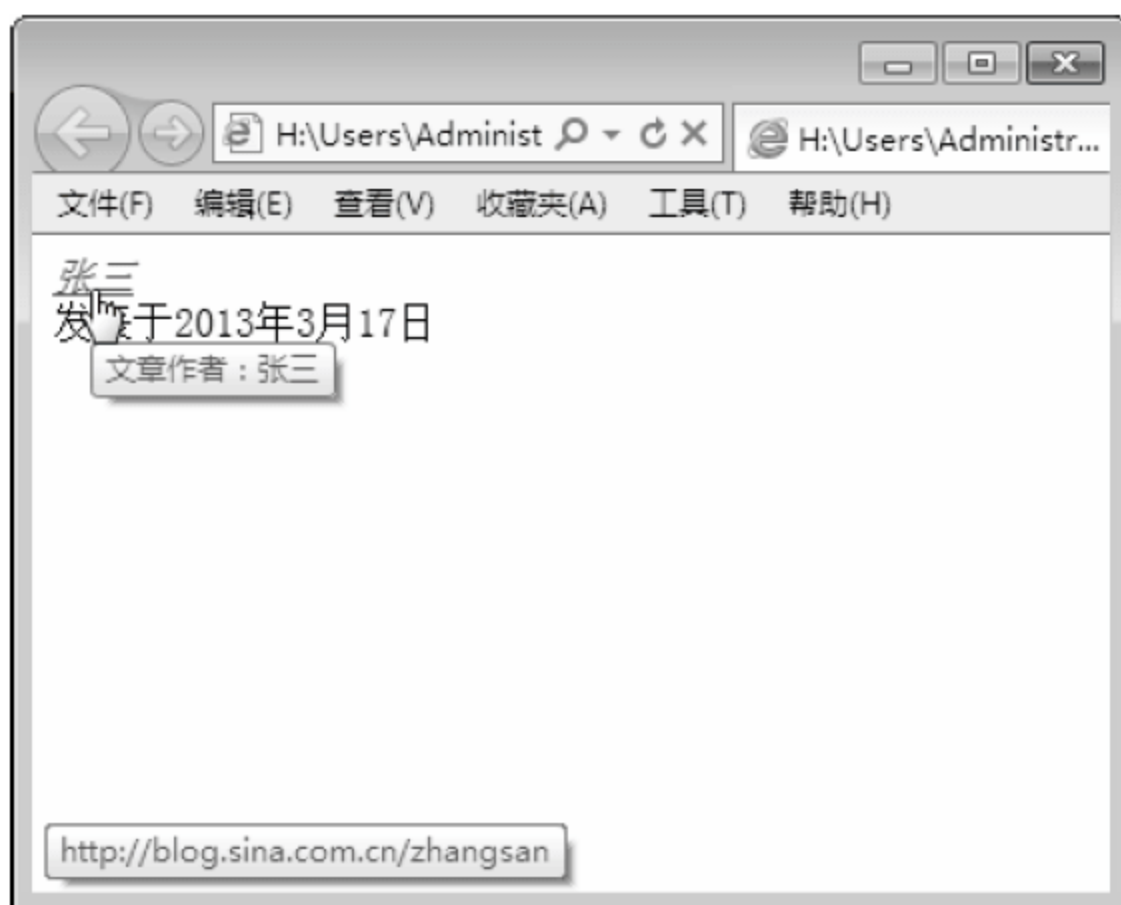 H:\Users\Administ
H:\Users\Administr...
文件(F) 编辑(E) 查看(V) 收藏夹(A) 工具(T) 帮助(H)
张三
发表于2013年3月17日
文章作者：张三
http://blog.sina.com.cn/zhangsan